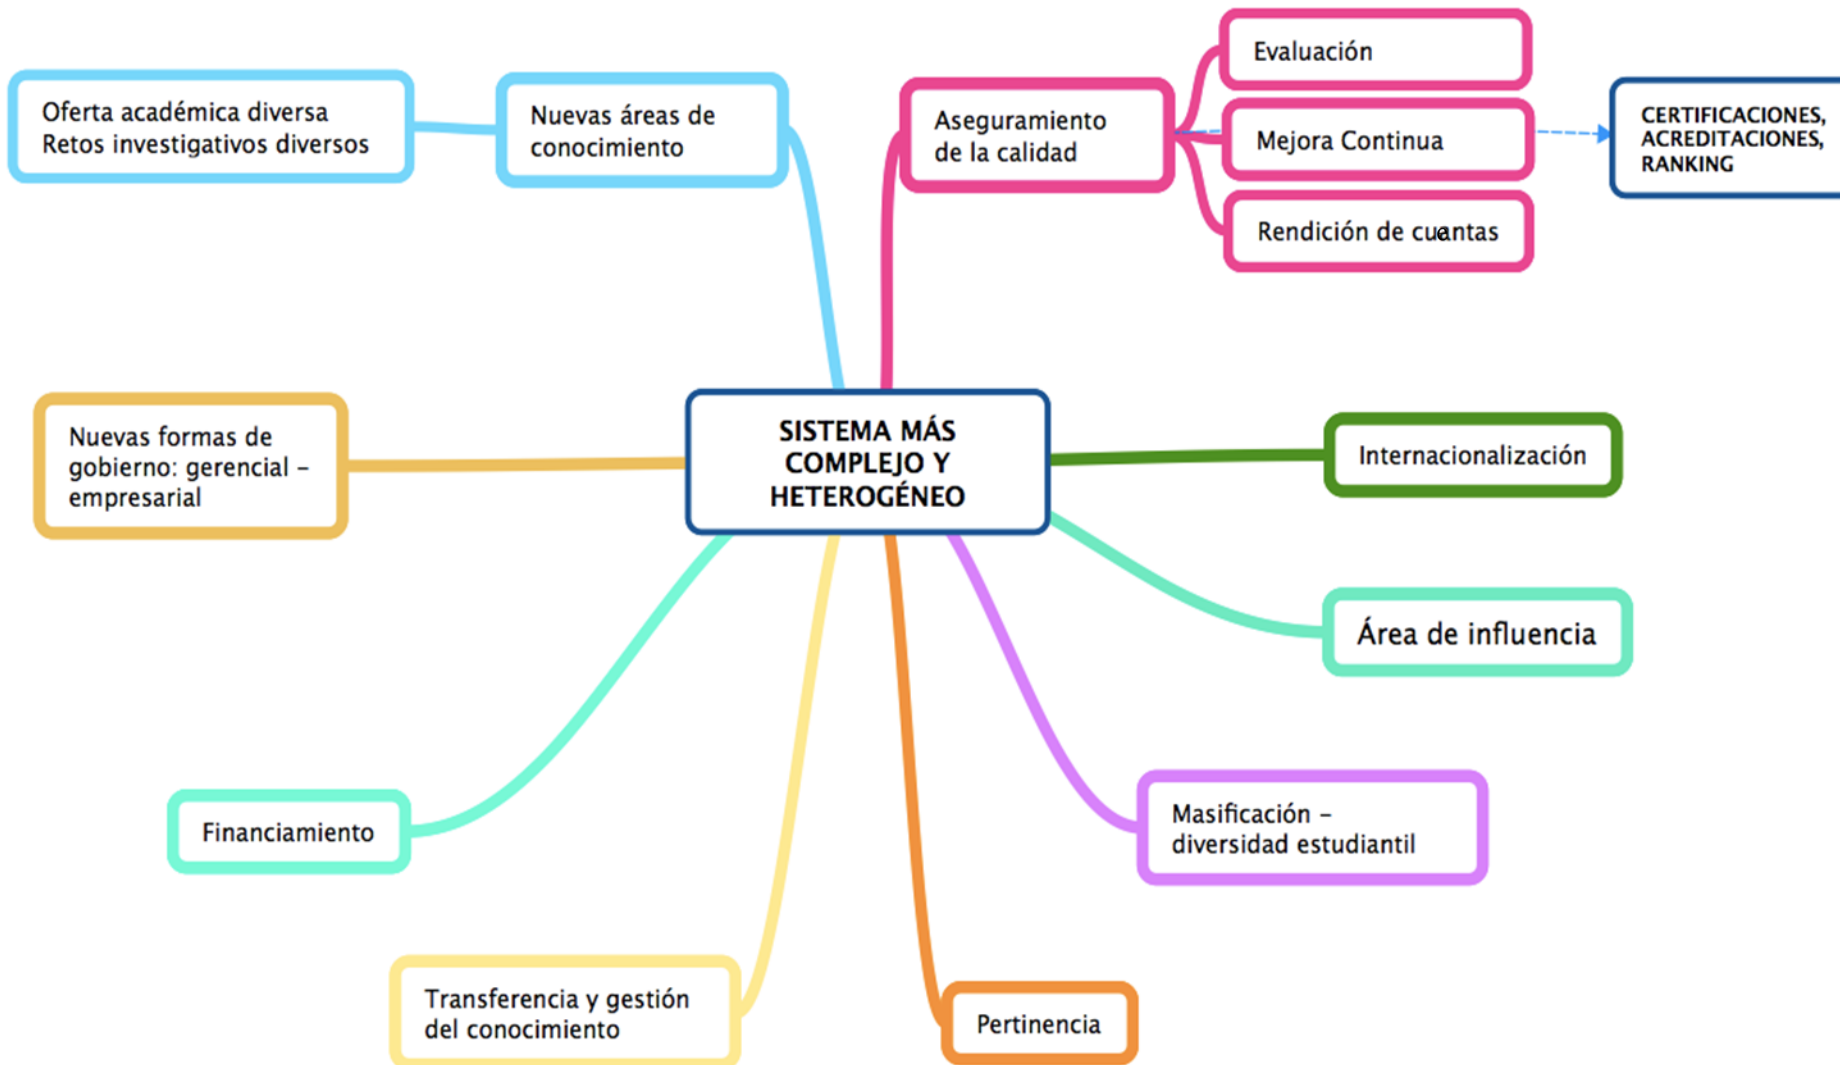 Oferta académica diversa
Retos investigativos diversos
Nuevas áreas de
conocimiento
Aseguramiento
de la calidad
Evaluación
Mejora Continua
Rendición de cuentas
CERTIFICACIONES,
ACREDITACIONES,
RANKING
Nuevas formas de
gobierno: gerencial –
empresarial
SISTEMA MÁS
COMPLEJO Y
HETEROGÉNEO
Internacionalización
Área de influencia
Financiamiento
Masificación –
diversidad estudiantil
Transferencia y gestión
del conocimiento
Pertinencia